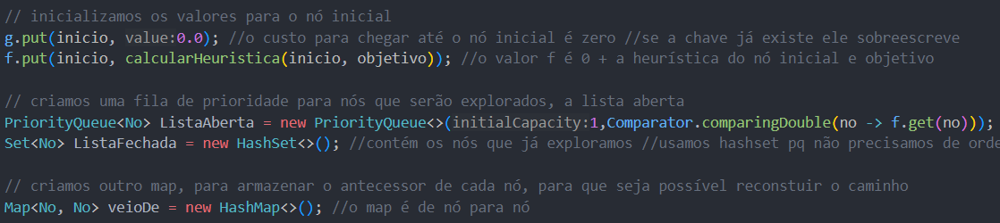 // inicializamos os valores para o nó inicial
g.put(inicio, value:0.0); //o custo para chegar até o nó inicial é zero //se a chave já existe ele sobreescreve
f.put(inicio, calcularHeuristica(inicio, objetivo)); //o valor f é 0 + a heurística do nó inicial e objetivo
// criamos uma fila de prioridade para nós que serão explorados, a lista aberta
PriorityQueue<No> ListaAberta = new PriorityQueue<>(initialCapacity:1,Comparator.comparingDouble(no -> f.get(no)));
Set<No> ListaFechada = new HashSet<>(); //contém os nós que já exploramos //usamos hashset pq não precisamos de orde
// criamos outro map, para armazenar o antecessor de cada nó, para que seja possível reconstuir o caminho
Map<No, No> veioDe = new HashMap<>(); //o map é de nó para nó